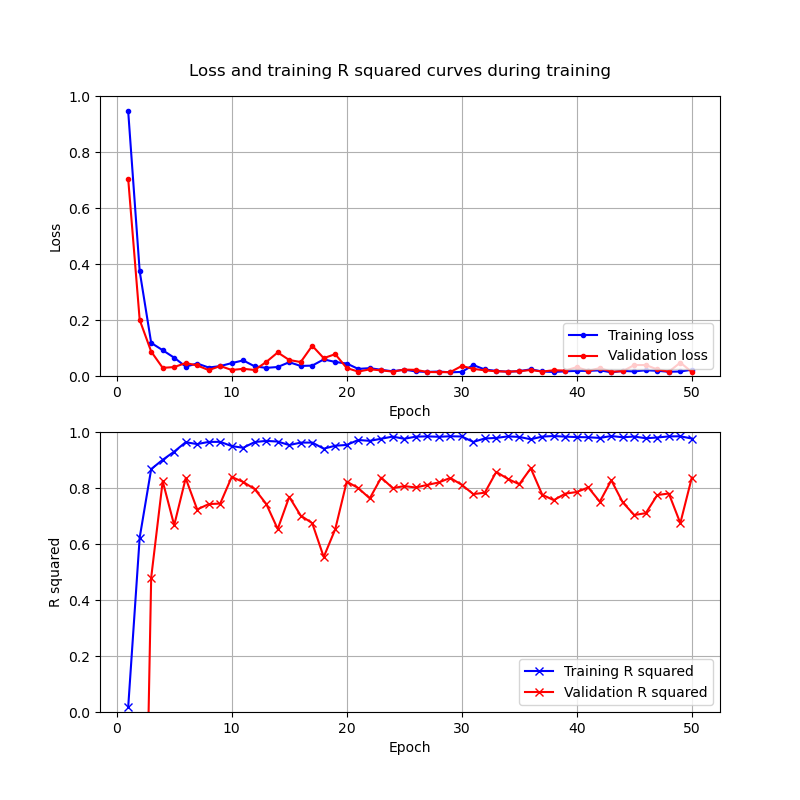 Loss and training R squared curves during training
1.0
0.8
0.6
0.4
0.2
0.0
Loss
0 10 20 30 40 50
Epoch
Training loss
Validation loss
1.0
0.8
0.6
0.4
0.2
0.0
R squared
0 10 20 30 40 50
Epoch
Training R squared
Validation R squared